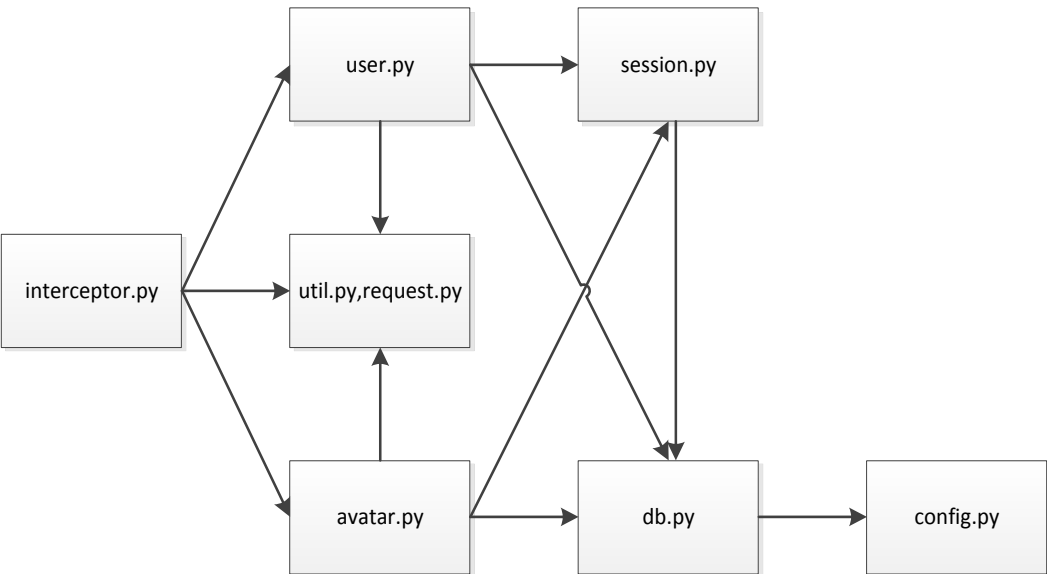 user.py
session.py
interceptor.py
util.py,request.py
avatar.py
db.py
config.py